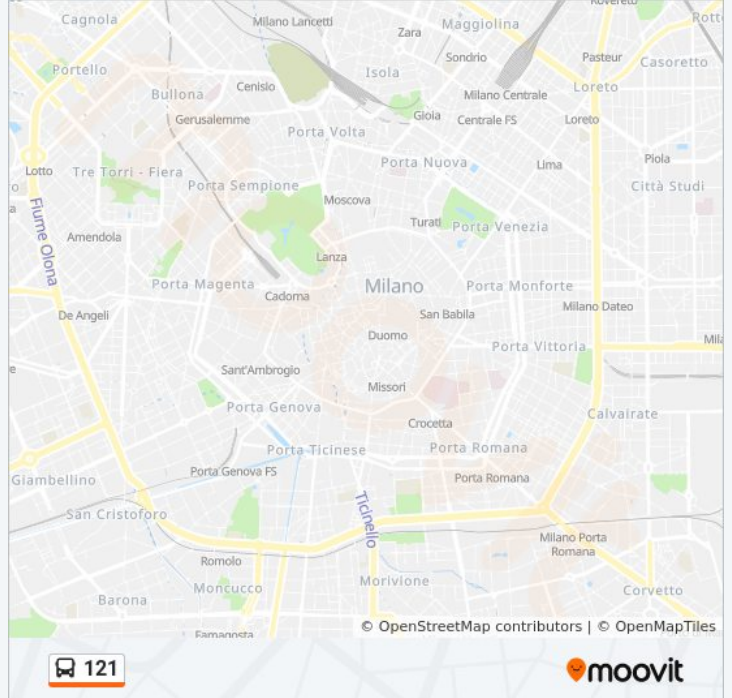 Rovereto
Cagnola
Milano Lancetti
Maggiolina
Zara
Portello
Isola
Sondrio
Pasteur
Casoretto
Bullona
Cenisio
Milano Centrale
Loreto
Gerusalemme
Gioia
Centrale FS
Loreto
Porta Volta
Lotto
Tre Torri - Fiera
Porta Nuova
Lima
Piola
Porta Sempione
Città Studi
Moscova
Fiume Olona
Turati
Porta Venezia
Amendola
Lanza
Porta Magenta
Cadorna
Milano
Porta Monforte
De Angeli
San Babila
Milano Dateo
Duomo
Porta Vittoria
Sant'Ambrogio
Missori
Porta Genova
Crocetta
Calvairate
Porta Ticinese
Porta Romana
Giambellino
Porta Genova FS
Porta Romana
San Cristoforo
Ticinello
Milano Porta
Romana
Romolo
Moncucco
Morivione
Corvetto
Barona
Famagosta
© OpenStreetMap contributors | © OpenMapTiles
121
moovit